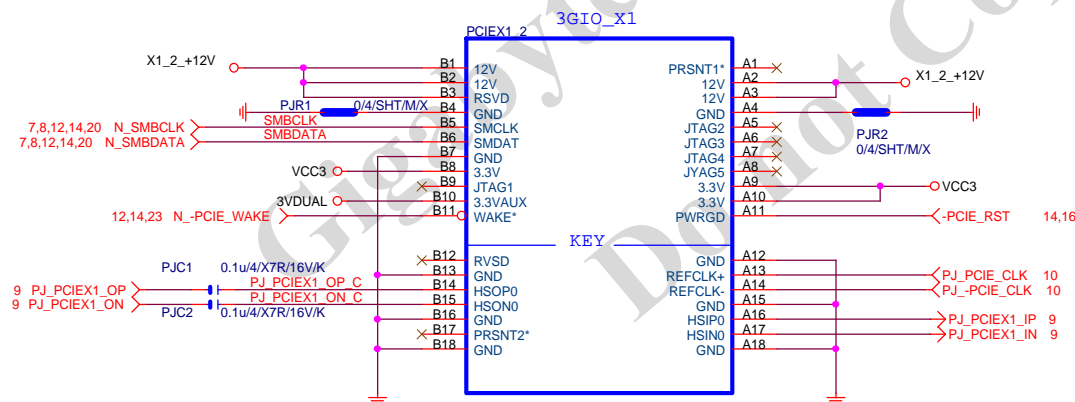 3GIO_X1
PCIEX1_2
X1_2_+12V B1 12V PRSNT1* A1
B2 12V 12V A2 X1_2_+12V
B3 RSVD 12V A3
PJR1 0/4/SHT/M/X B4 GND GND A4
7,8,12,14,20 N_SMBCLK SMBCLK B5 SMCLK JTAG2 A5 PJR2
7,8,12,14,20 N_SMBDATA SMBDATA B6 SMDAT JTAG3 A6 0/4/SHT/M/X
B7 GND JTAG4 A7
VCC3 B8 3.3V JYAG5 A8
B9 JTAG1 3.3V A9 VCC3
3VDUAL B10 3.3VAUX 3.3V A10
12,14,23 N_-PCIE_WAKE B11 WAKE* PWRGD A11 -PCIE_RST 14,16
KEY
B12 RVSD GND A12
PJC1 0.1u/4/X7R/16V/K B13 GND REFCLK+ A13 PJ_PCIE_CLK 10
9 PJ_PCIEX1_OP PJ_PCIEX1_OP_C B14 HSOP0 REFCLK- A14 PJ_-PCIE_CLK 10
9 PJ_PCIEX1_ON PJ_PCIEX1_ON_C B15 HSON0 GND A15
PJC2 0.1u/4/X7R/16V/K B16 GND HSIP0 A16 PJ_PCIEX1_IP 9
B17 PRSNT2* HSIN0 A17 PJ_PCIEX1_IN 9
B18 GND GND A18
Gigabyte
Do not Cop